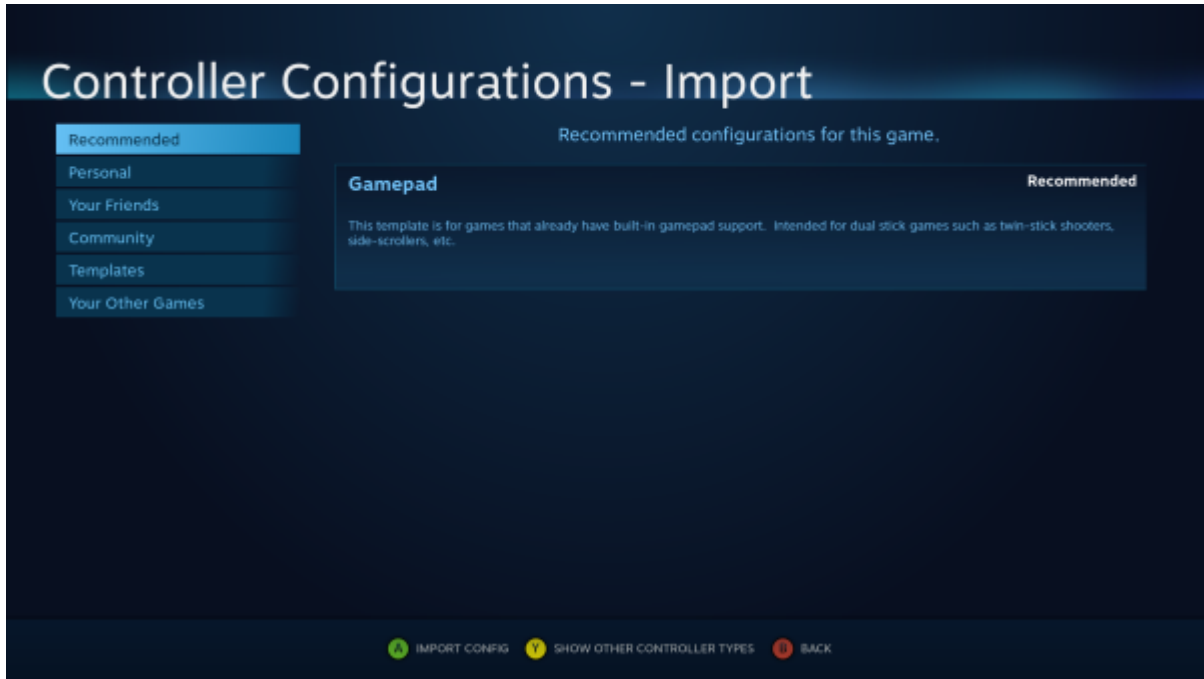 Controller Configurations - Import
Recommended
Personal
Your Friends
Community
Templates
Your Other Games
Recommended configurations for this game.
Gamepad
Recommended
This template is for games that already have built-in gamepad support. Intended for dual stick games such as twin-stick shooters,
side-scrollers, etc.
A IMPORT CONFIG Y SHOW OTHER CONTROLLER TYPES B BACK